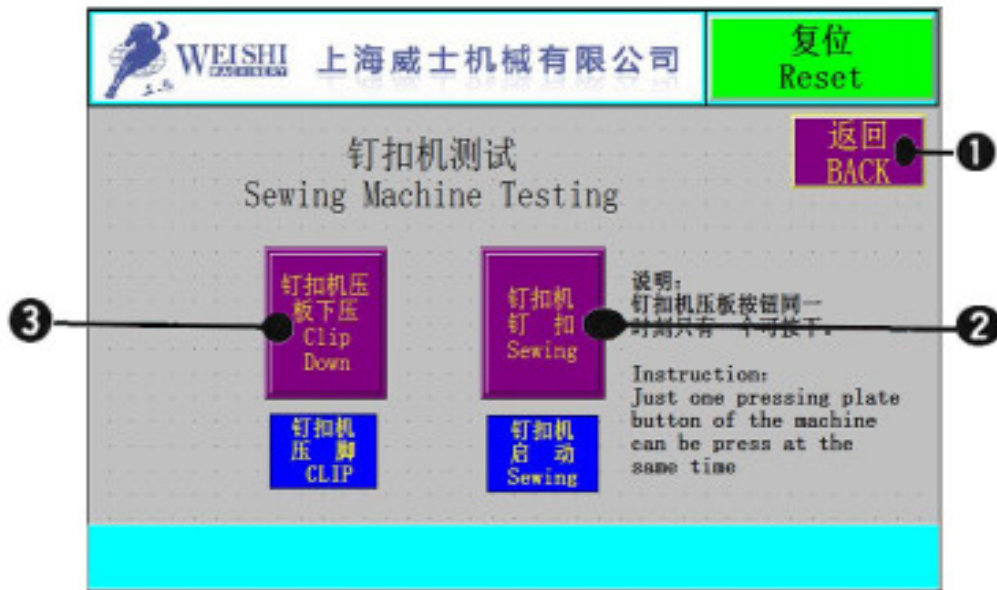 WEISHI
MACHINERY
上海威士机械有限公司
复位
Reset
返回
BACK
1
钉扣机测试
Sewing Machine Testing
钉扣机压
板下压
Clip
Down
3
钉扣机
钉 扣
Sewing
2
说明:
钉扣机压板按钮同一
时刻只有一个可按下。
Instruction:
Just one pressing plate
button of the machine
can be press at the
same time
钉扣机
压 脚
CLIP
钉扣机
启 动
Sewing